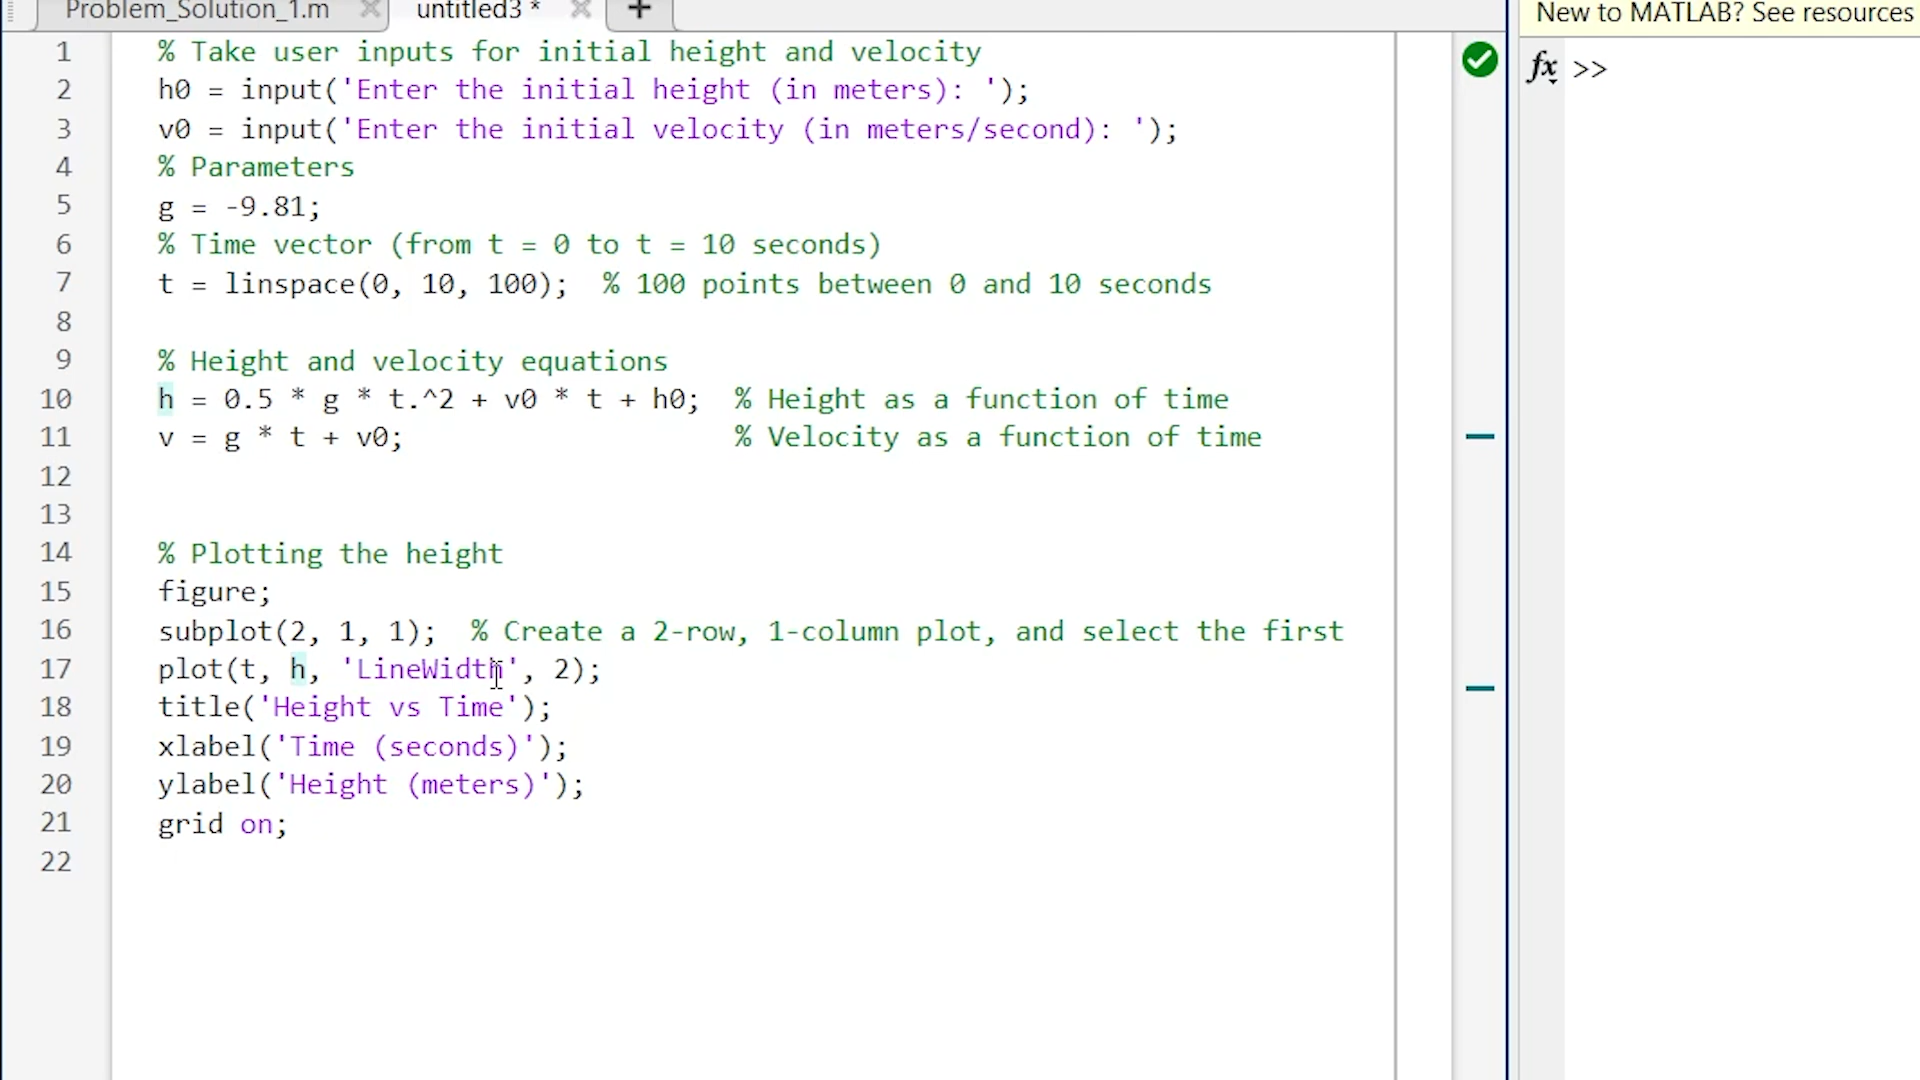 Problem_Solution_1.m × untitled3 * × +
New to MATLAB? See resources
1 % Take user inputs for initial height and velocity
2 h0 = input('Enter the initial height (in meters): ');
3 v0 = input('Enter the initial velocity (in meters/second): ');
4 % Parameters
5 g = -9.81;
6 % Time vector (from t = 0 to t = 10 seconds)
7 t = linspace(0, 10, 100);  % 100 points between 0 and 10 seconds
8
9 % Height and velocity equations
10 h = 0.5 * g * t.^2 + v0 * t + h0;  % Height as a function of time
11 v = g * t + v0;                    % Velocity as a function of time
12
13
14 % Plotting the height
15 figure;
16 subplot(2, 1, 1);  % Create a 2-row, 1-column plot, and select the first
17 plot(t, h, 'LineWidth', 2);
18 title('Height vs Time');
19 xlabel('Time (seconds)');
20 ylabel('Height (meters)');
21 grid on;
22
fx >>